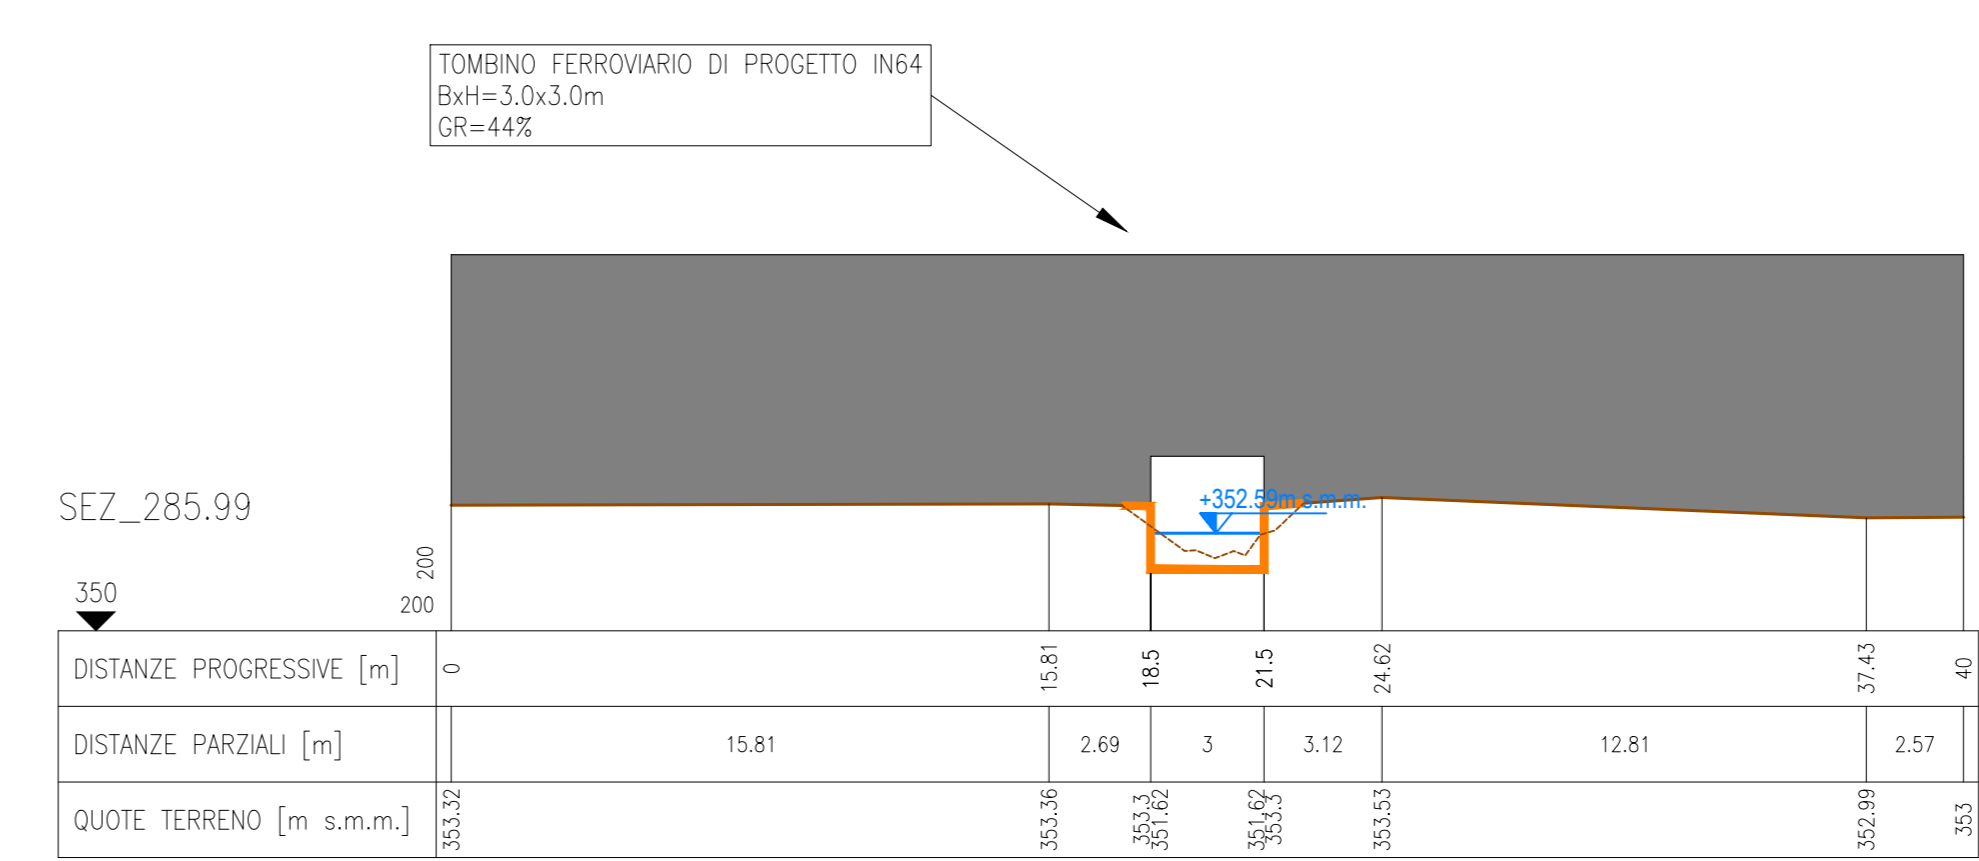 TOMBINO FERROVIARIO DI PROGETTO IN64
BxH=3.0x3.0m
GR=44%
+352.59m s.m.m.
SEZ_285.99
200
200
350
DISTANZE PROGRESSIVE [m] 0 15.81 18.5 21.5 24.62 37.43 40
DISTANZE PARZIALI [m] 15.81 2.69 3 3.12 12.81 2.57
QUOTE TERRENO [m s.m.m.] 353.32 353.36 353.3 351.62 351.62 353.3 353.53 352.99 353